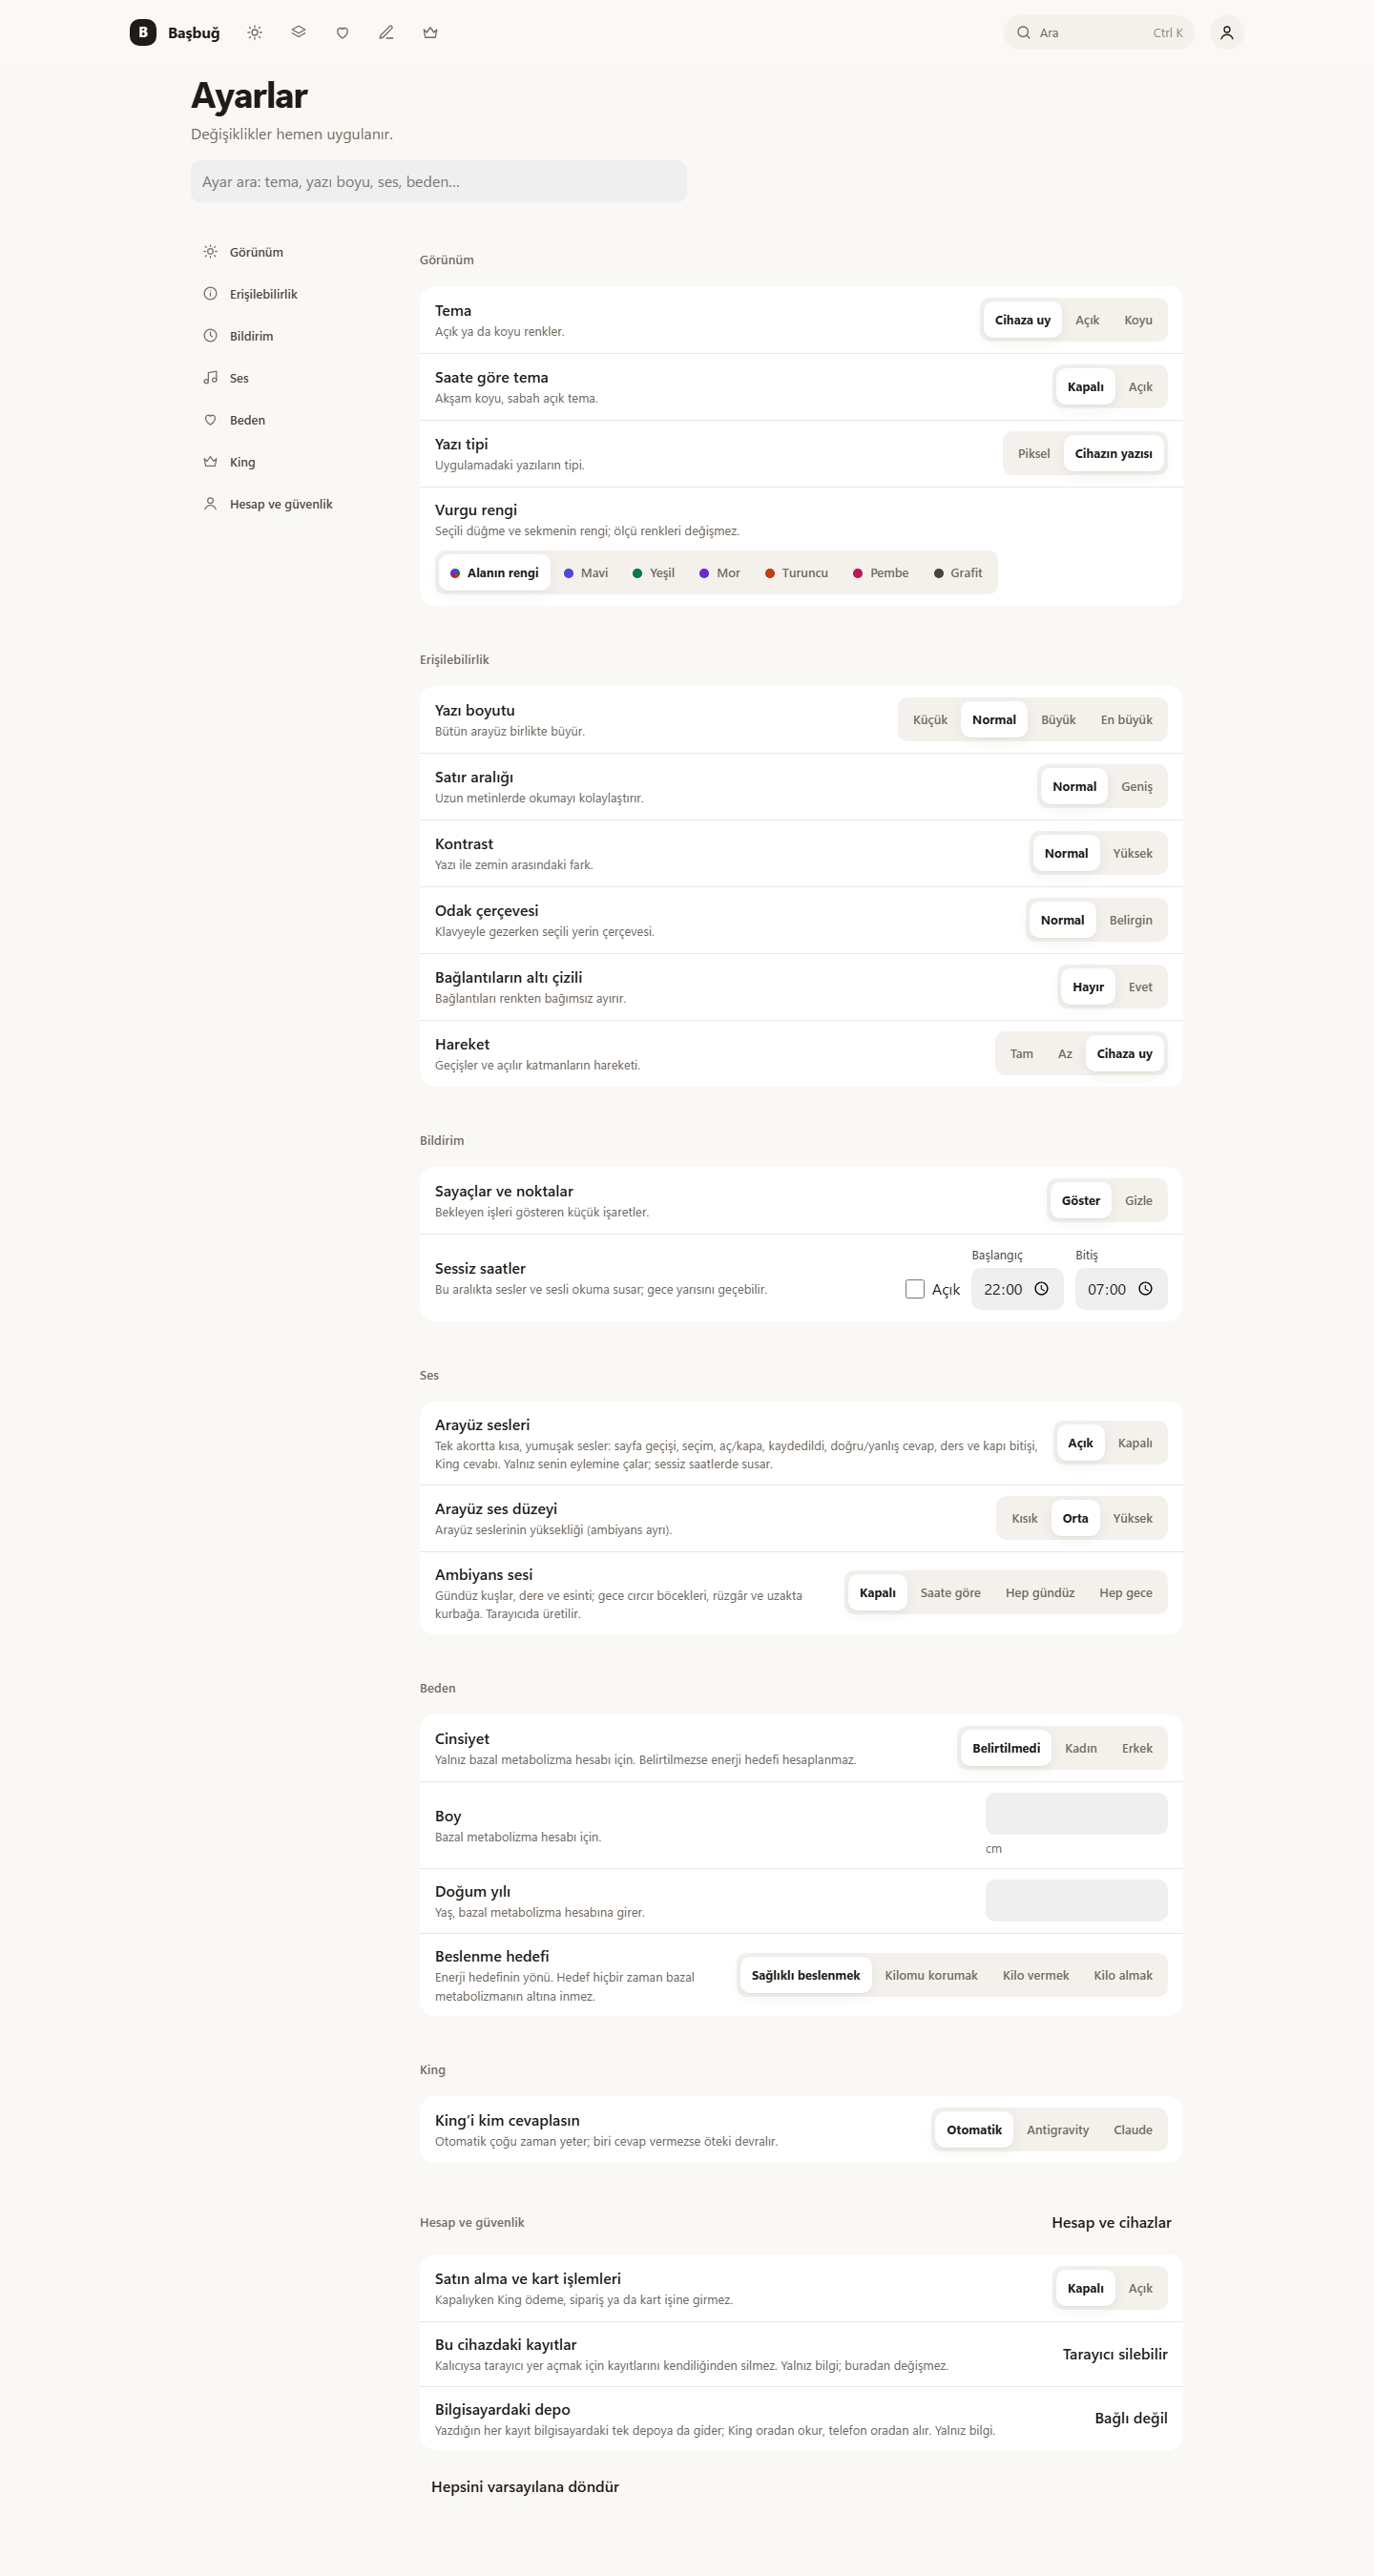 B Başbuğ
Ara Ctrl K
Ayarlar
Değişiklikler hemen uygulanır.
Ayar ara: tema, yazı boyu, ses, beden...
Görünüm
Erişilebilirlik
Bildirim
Ses
Beden
King
Hesap ve güvenlik
Görünüm
Tema
Açık ya da koyu renkler.
Cihaza uy Açık Koyu
Saate göre tema
Akşam koyu, sabah açık tema.
Kapalı Açık
Yazı tipi
Uygulamadaki yazıların tipi.
Piksel Cihazın yazısı
Vurgu rengi
Seçili düğme ve sekmenin rengi; ölçü renkleri değişmez.
Alanın rengi Mavi Yeşil Mor Turuncu Pembe Grafit
Erişilebilirlik
Yazı boyutu
Bütün arayüz birlikte büyür.
Küçük Normal Büyük En büyük
Satır aralığı
Uzun metinlerde okumayı kolaylaştırır.
Normal Geniş
Kontrast
Yazı ile zemin arasındaki fark.
Normal Yüksek
Odak çerçevesi
Klavyeyle gezerken seçili yerin çerçevesi.
Normal Belirgin
Bağlantıların altı çizili
Bağlantıları renkten bağımsız ayırır.
Hayır Evet
Hareket
Geçişler ve açılır katmanların hareketi.
Tam Az Cihaza uy
Bildirim
Sayaçlar ve noktalar
Bekleyen işleri gösteren küçük işaretler.
Göster Gizle
Sessiz saatler
Bu aralıkta sesler ve sesli okuma susar; gece yarısını geçebilir.
Açık
Başlangıç
22:00
Bitiş
07:00
Ses
Arayüz sesleri
Tek akortta kısa, yumuşak sesler: sayfa geçişi, seçim, aç/kapa, kaydedildi, doğru/yanlış cevap, ders ve kapı bitişi,
King cevabı. Yalnız senin eylemine çalar; sessiz saatlerde susar.
Açık Kapalı
Arayüz ses düzeyi
Arayüz seslerinin yüksekliği (ambiyans ayrı).
Kısık Orta Yüksek
Ambiyans sesi
Gündüz kuşlar, dere ve esinti; gece cırcır böcekleri, rüzgâr ve uzakta
kurbağa. Tarayıcıda üretilir.
Kapalı Saate göre Hep gündüz Hep gece
Beden
Cinsiyet
Yalnız bazal metabolizma hesabı için. Belirtilmezse enerji hedefi hesaplanmaz.
Belirtilmedi Kadın Erkek
Boy
Bazal metabolizma hesabı için.
cm
Doğum yılı
Yaş, bazal metabolizma hesabına girer.
Beslenme hedefi
Enerji hedefinin yönü. Hedef hiçbir zaman bazal
metabolizmanın altına inmez.
Sağlıklı beslenmek Kilomu korumak Kilo vermek Kilo almak
King
King’i kim cevaplasın
Otomatik çoğu zaman yeter; biri cevap vermezse öteki devralır.
Otomatik Antigravity Claude
Hesap ve güvenlik
Hesap ve cihazlar
Satın alma ve kart işlemleri
Kapalıyken King ödeme, sipariş ya da kart işine girmez.
Kapalı Açık
Bu cihazdaki kayıtlar
Kalıcıysa tarayıcı yer açmak için kayıtlarını kendiliğinden silmez. Yalnız bilgi; buradan değişmez.
Tarayıcı silebilir
Bilgisayardaki depo
Yazdığın her kayıt bilgisayardaki tek depoya da gider; King oradan okur, telefon oradan alır. Yalnız bilgi.
Bağlı değil
Hepsini varsayılana döndür